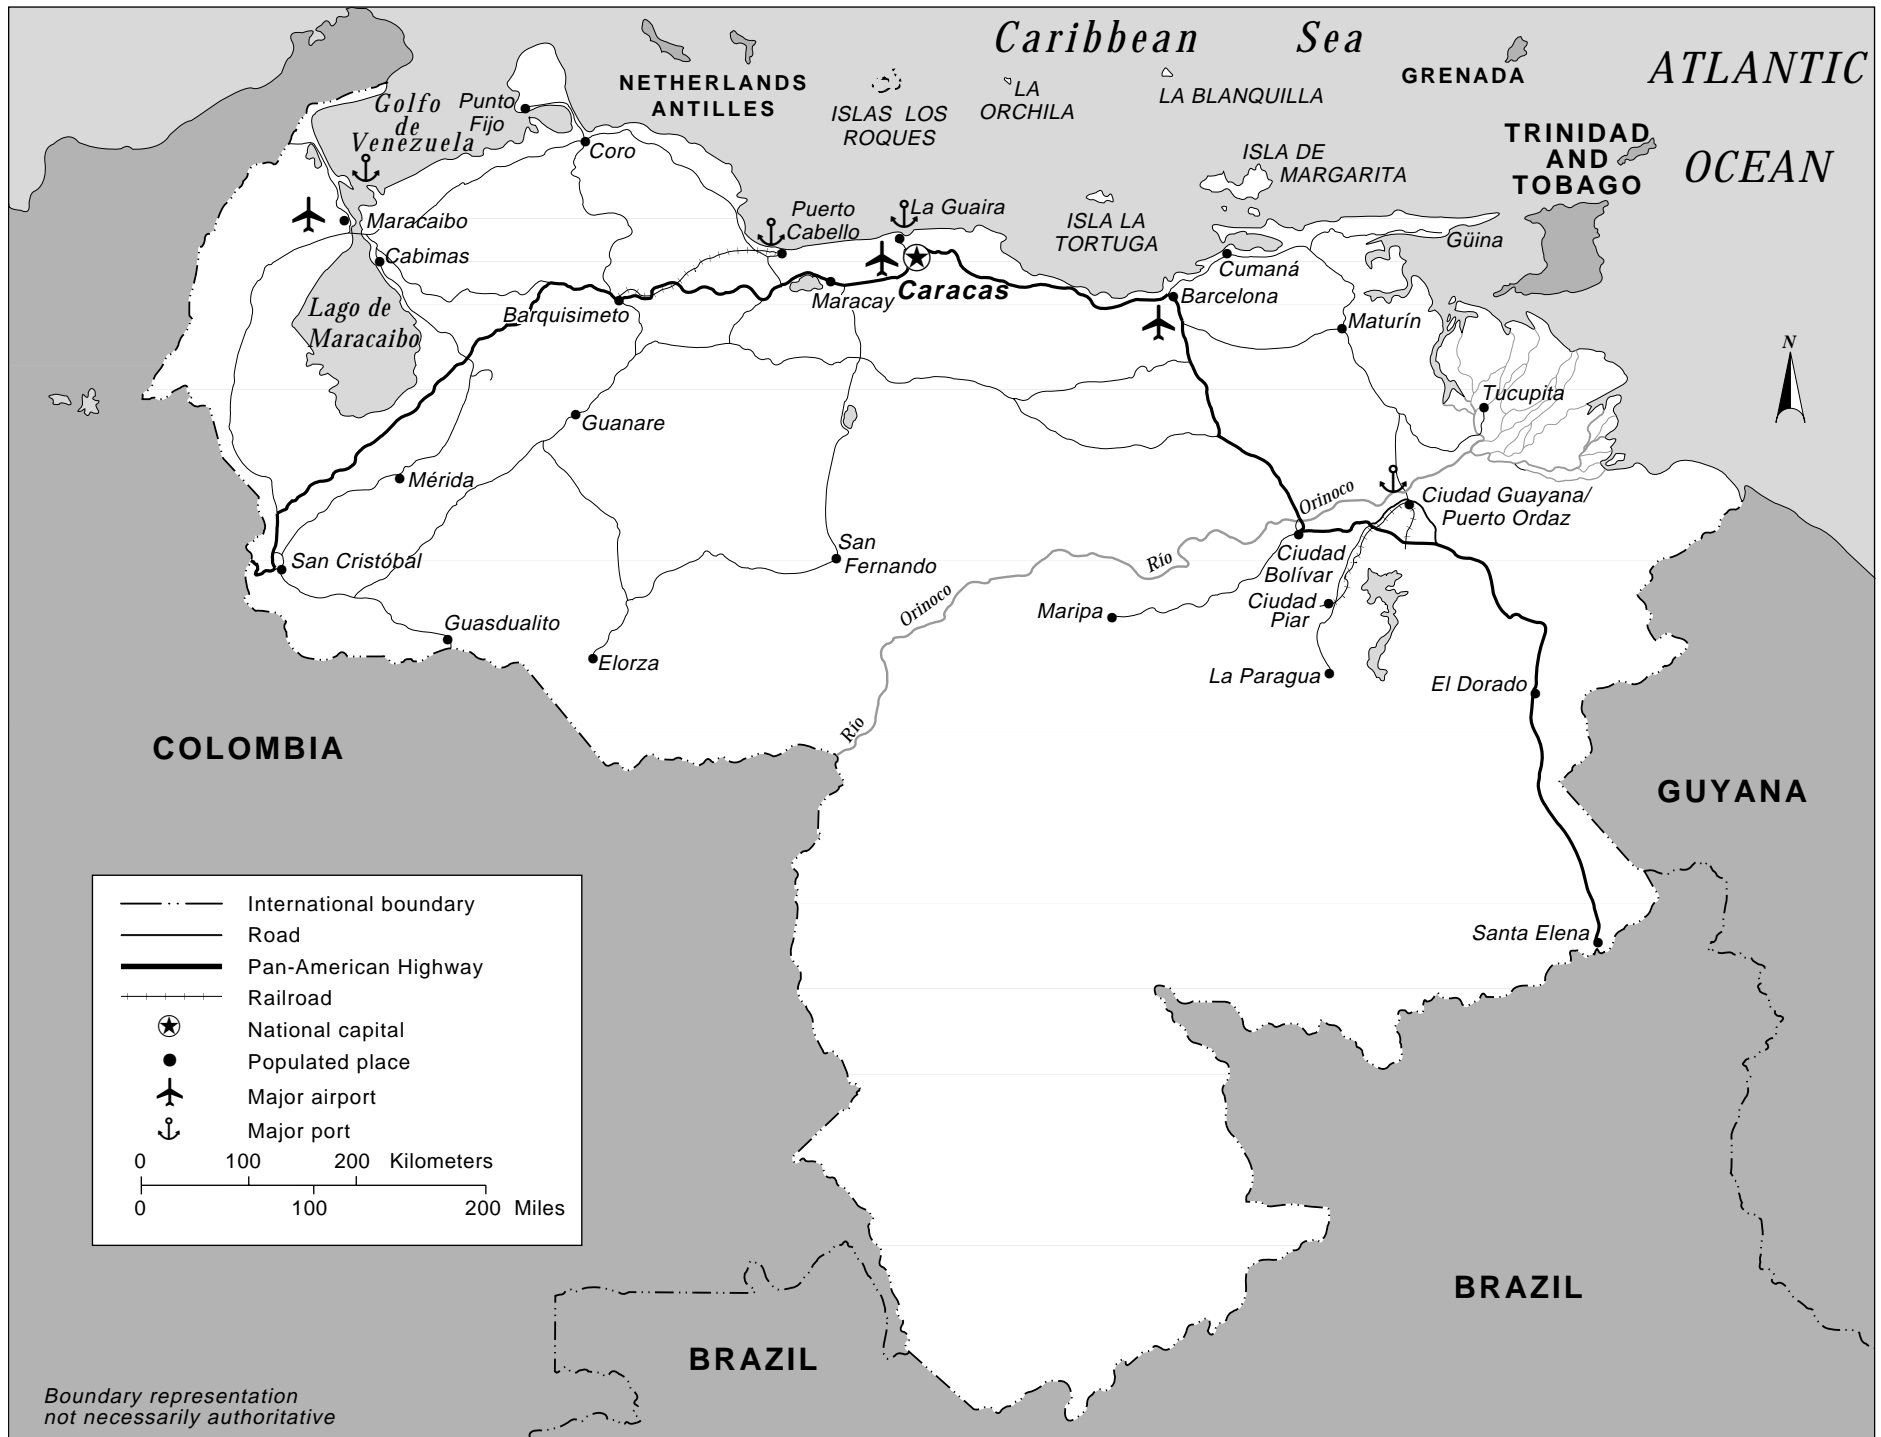 Caribbean Sea
ATLANTIC
OCEAN
NETHERLANDS
ANTILLES
ISLAS LOS
ROQUES
LA
ORCHILA
LA BLANQUILLA
GRENADA
TRINIDAD
AND
TOBAGO
ISLA DE
MARGARITA
ISLA LA
TORTUGA
Golfo
de
Venezuela
Punto
Fijo
Coro
Maracaibo
Cabimas
Lago de
Maracaibo
Puerto
Cabello
La Guaira
Caracas
Maracay
Barquisimeto
Barcelona
Cumaná
Güina
Maturín
Tucupita
N
Guanare
Mérida
San Cristóbal
Guasdualito
Elorza
San
Fernando
Orinoco
Río
Orinoco
Río
Ciudad Guayana/
Puerto Ordaz
Ciudad
Bolívar
Ciudad
Piar
Maripa
La Paragua
El Dorado
Santa Elena
COLOMBIA
GUYANA
BRAZIL
BRAZIL
International boundary
Road
Pan-American Highway
Railroad
National capital
Populated place
Major airport
Major port
0 100 200 Kilometers
0 100 200 Miles
Boundary representation
not necessarily authoritative